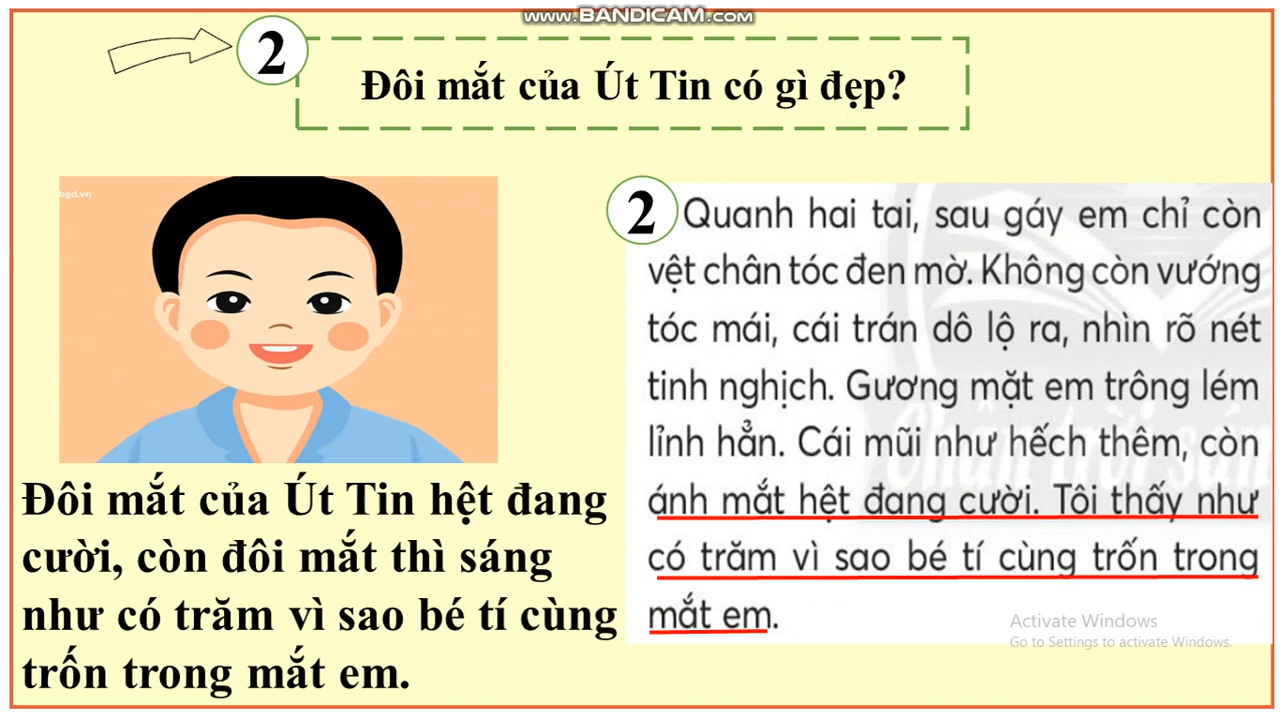 www.BANDICAM.com
2
Đôi mắt của Út Tin có gì đẹp?
bgd.vn
2
Quanh hai tai, sau gáy em chỉ còn
vệt chân tóc đen mờ. Không còn vướng
tóc mái, cái trán dô lộ ra, nhìn rõ nét
tinh nghịch. Gương mặt em trông lém
lỉnh hẳn. Cái mũi như hếch thêm, còn
ánh mắt hệt đang cười. Tôi thấy như
có trăm vì sao bé tí cùng trốn trong
mắt em.
Đôi mắt của Út Tin hệt đang
cười, còn đôi mắt thì sáng
như có trăm vì sao bé tí cùng
trốn trong mắt em.
Activate Windows
Go to Settings to activate Windows.